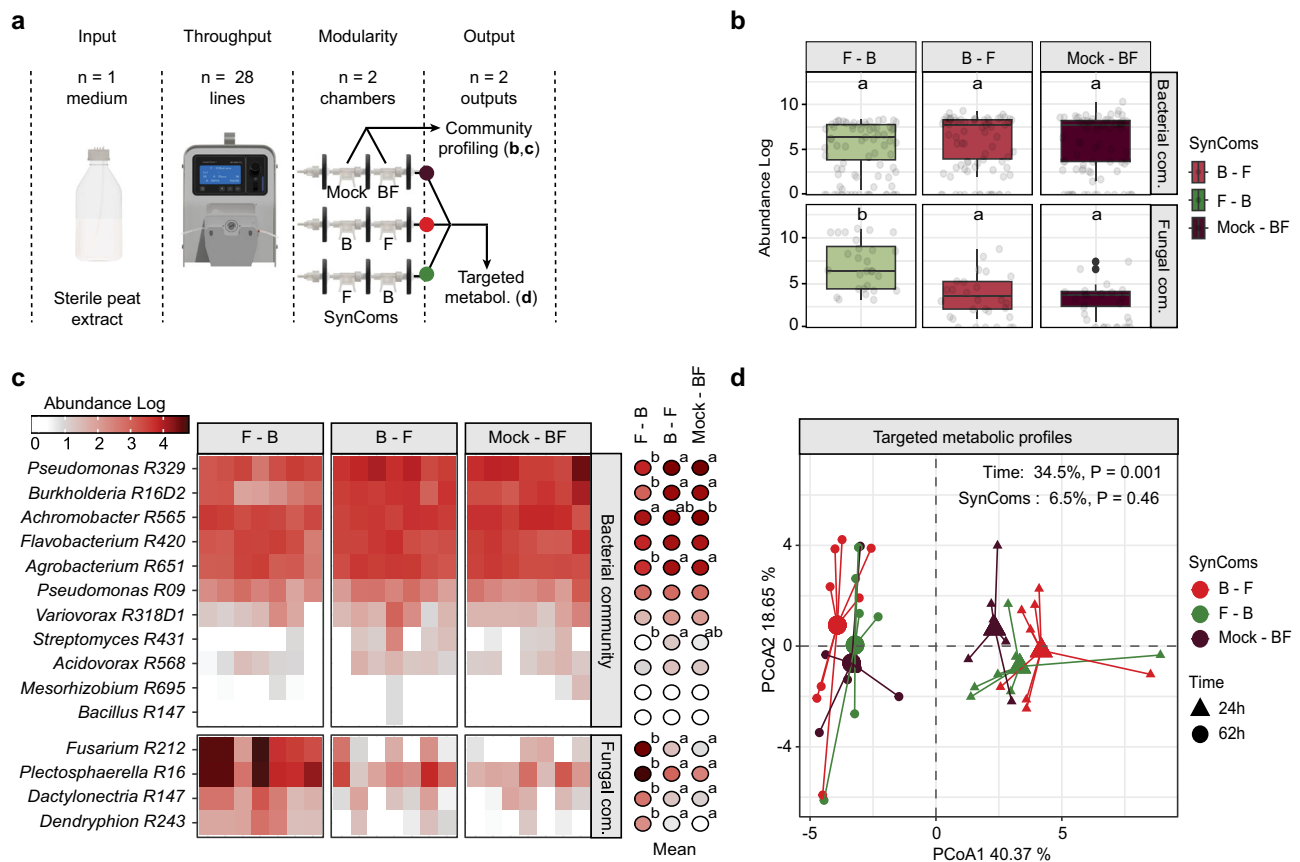 a
Input
Throughput
Modularity
Output
n = 1
medium
n = 28
lines
n = 2
chambers
n = 2
outputs
Community
profiling (b,c)
Mock
BF
B
F
F
B
Targeted
metabol. (d)
Sterile peat
extract
SynComs
b
F - B
B - F
Mock - BF
Abundance Log
10
5
0
a
a
a
Bacterial com.
10
5
0
b
a
a
Fungal com.
SynComs
B - F
F - B
Mock - BF
c
Abundance Log
0 1 2 3 4
F - B
B - F
Mock - BF
F - B
B - F
Mock - BF
Pseudomonas R329
b a a
Burkholderia R16D2
b a a
Achromobacter R565
a ab b
Flavobacterium R420
Agrobacterium R651
b a a
Pseudomonas R09
Variovorax R318D1
Streptomyces R431
b a ab
Acidovorax R568
Mesorhizobium R695
Bacillus R147
Bacterial community
Fusarium R212
b a a
Plectosphaerella R16
b a a
Dactylonectria R147
b a a
Dendryphion R243
b a a
Fungal com.
Mean
d
Targeted metabolic profiles
Time: 34.5%, P = 0.001
SynComs : 6.5%, P = 0.46
PCoA2 18.65 %
4
0
-4
-5
0
5
PCoA1 40.37 %
SynComs
B - F
F - B
Mock - BF
Time
24h
62h